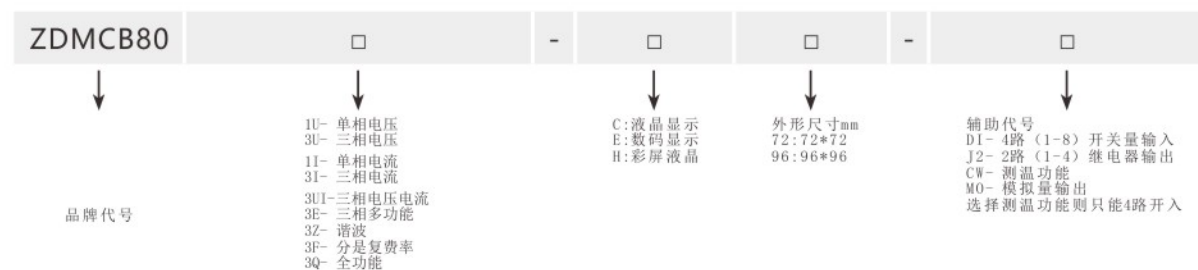 ZDMCB80 □ - □ □ - □
品牌代号
1U- 单相电压
3U- 三相电压
1I- 单相电流
3I- 三相电流
3UI-三相电压电流
3E- 三相多功能
3Z- 谐波
3F- 分是复费率
3Q- 全功能
C:液晶显示
E:数码显示
H:彩屏液晶
外形尺寸mm
72:72*72
96:96*96
辅助代号
DI- 4路（1-8）开关量输入
J2- 2路（1-4）继电器输出
CW- 测温功能
MO- 模拟量输出
选择测温功能则只能4路开入